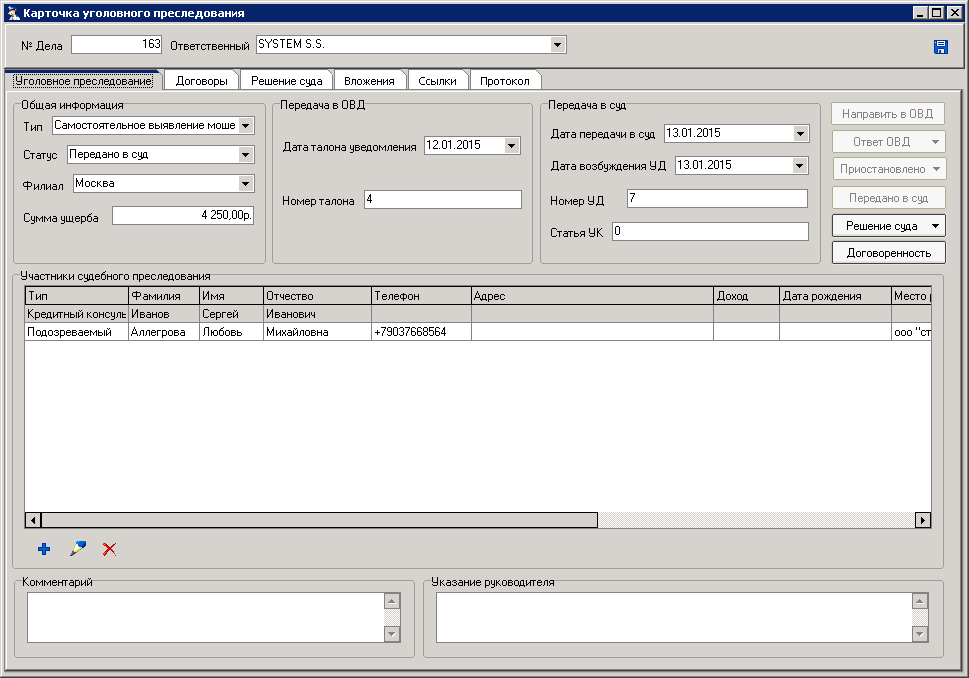 Карточка уголовного преследования
№ Дела 163 Ответственный SYSTEM S.S.
Уголовное преследование Договоры Решение суда Вложения Ссылки Протокол
Общая информация
Тип Самостоятельное выявление моше
Статус Передано в суд
Филиал Москва
Сумма ущерба 4 250,00р.
Передача в ОВД
Дата талона уведомления 12.01.2015
Номер талона 4
Передача в суд
Дата передачи в суд 13.01.2015
Дата возбуждения УД 13.01.2015
Номер УД 7
Статья УК 0
Направить в ОВД
Ответ ОВД
Приостановлено
Передано в суд
Решение суда
Договоренность
Участники судебного преследования
Тип Фамилия Имя Отчество Телефон Адрес Доход Дата рождения Место
Кредитный консуль Иванов Сергей Иванович
Подозреваемый Аллегрова Любовь Михайловна +79037668564 ооо "ст
Комментарий
Указание руководителя